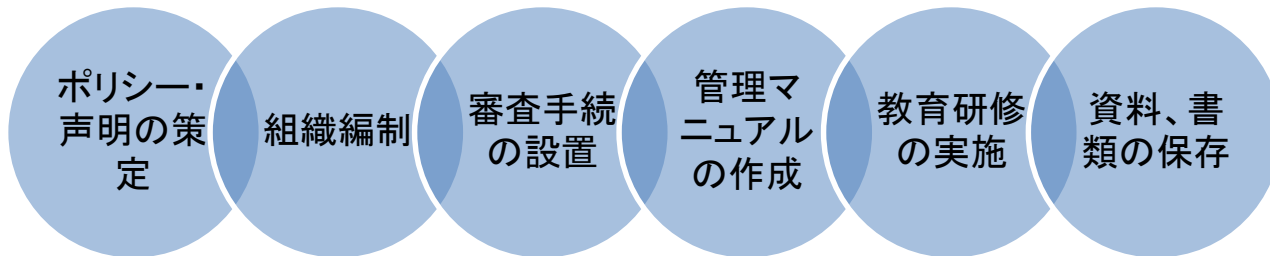 ポリシー・
声明の策
定
組織編制
審査手続
の設置
管理マ
ニュアル
の作成
教育研修
の実施
資料、書
類の保存